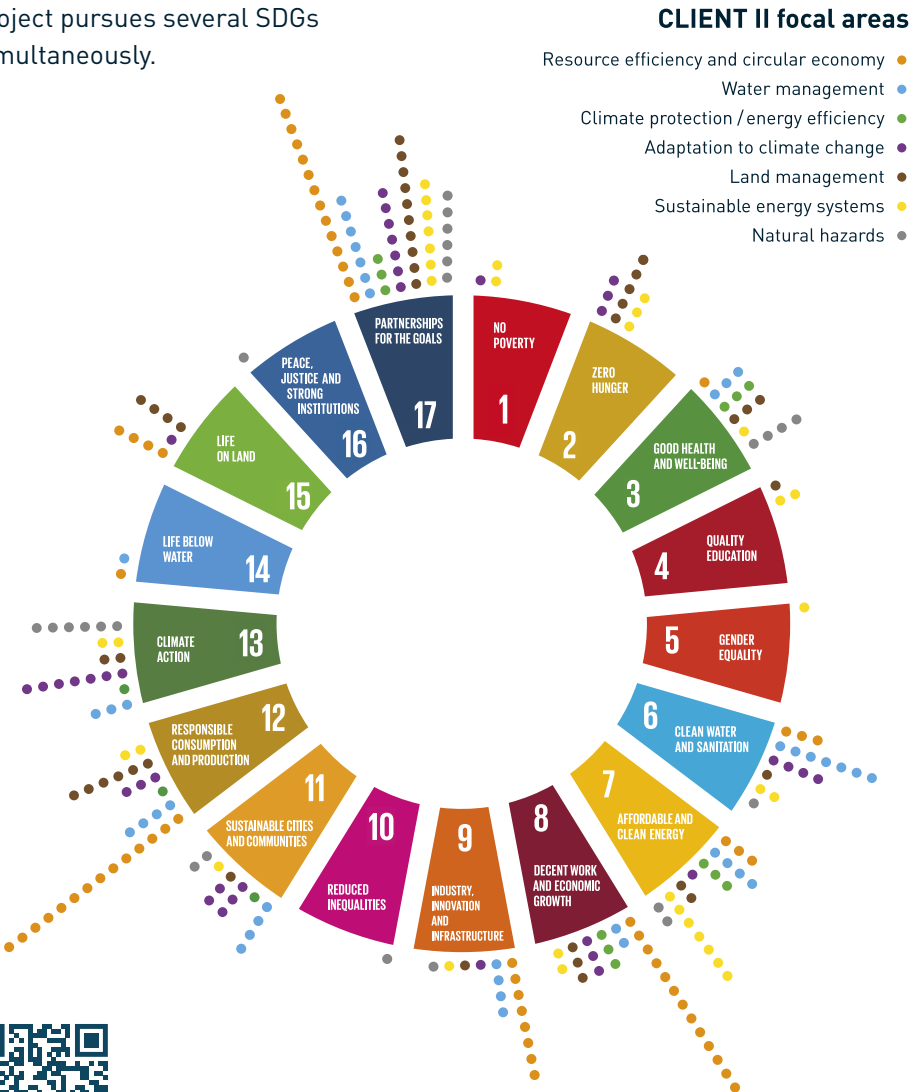 oject pursues several SDGs
multaneously.
CLIENT II focal areas
Resource efficiency and circular economy
Water management
Climate protection / energy efficiency
Adaptation to climate change
Land management
Sustainable energy systems
Natural hazards
NO
POVERTY
1
ZERO
HUNGER
2
GOOD HEALTH
AND WELL-BEING
3
QUALITY
EDUCATION
4
GENDER
EQUALITY
5
CLEAN WATER
AND SANITATION
6
AFFORDABLE AND
CLEAN ENERGY
7
DECENT WORK
AND ECONOMIC
GROWTH
8
INDUSTRY,
INNOVATION
AND
INFRASTRUCTURE
9
REDUCED
INEQUALITIES
10
SUSTAINABLE CITIES
AND COMMUNITIES
11
RESPONSIBLE
CONSUMPTION
AND PRODUCTION
12
CLIMATE
ACTION
13
LIFE BELOW
WATER
14
LIFE
ON LAND
15
PEACE,
JUSTICE AND
STRONG
INSTITUTIONS
16
PARTNERSHIPS
FOR THE GOALS
17